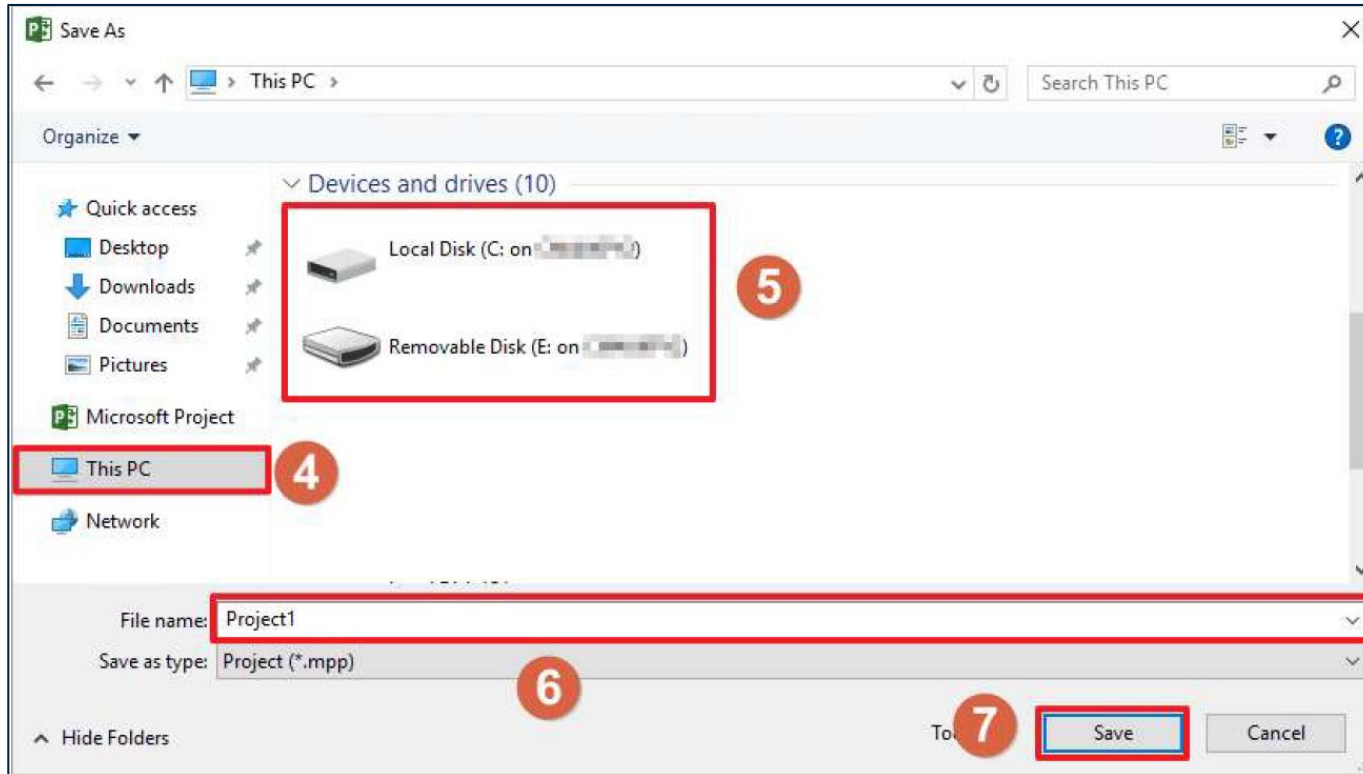 Save As
This PC
Search This PC
Organize
Devices and drives (10)
Quick access
Desktop
Downloads
Documents
Pictures
Microsoft Project
This PC
Network
Local Disk (C: on
)
5
Removable Disk (E: on
)
4
File name: Project1
Save as type: Project (*.mpp)
6
Hide Folders
7
Save
Cancel